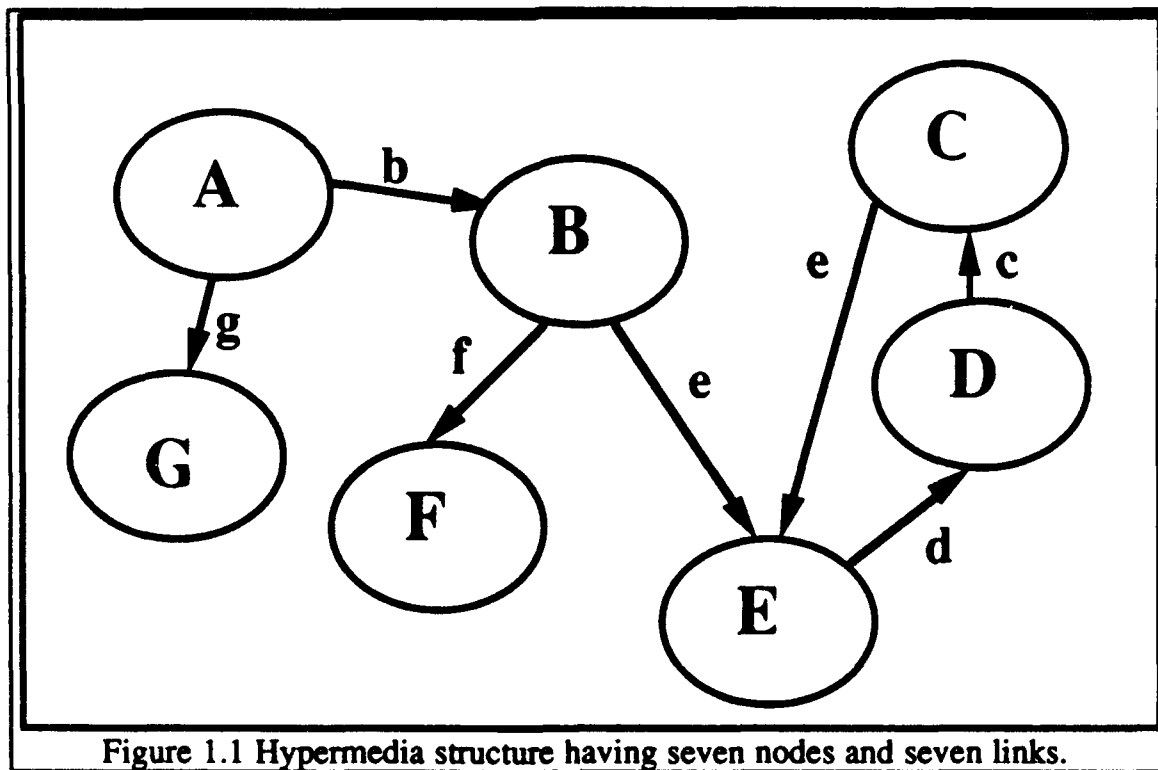 A
b
B
C
g
f
e
e
c
D
G
F
d
E
Figure 1.1 Hypermedia structure having seven nodes and seven links.